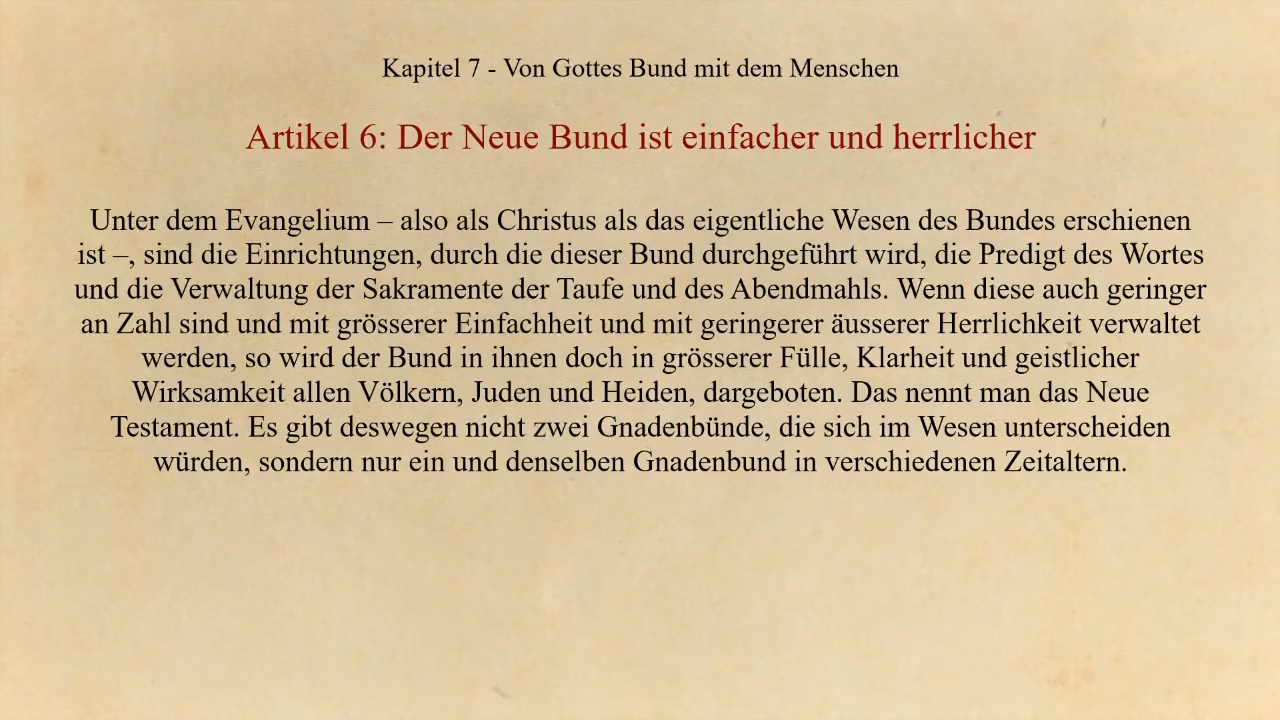 Kapitel 7 - Von Gottes Bund mit dem Menschen
Artikel 6: Der Neue Bund ist einfacher und herrlicher
Unter dem Evangelium – also als Christus als das eigentliche Wesen des Bundes erschienen
ist –, sind die Einrichtungen, durch die dieser Bund durchgeführt wird, die Predigt des Wortes
und die Verwaltung der Sakramente der Taufe und des Abendmahls. Wenn diese auch geringer
an Zahl sind und mit grösserer Einfachheit und mit geringerer äusserer Herrlichkeit verwaltet
werden, so wird der Bund in ihnen doch in grösserer Fülle, Klarheit und geistlicher
Wirksamkeit allen Völkern, Juden und Heiden, dargeboten. Das nennt man das Neue
Testament. Es gibt deswegen nicht zwei Gnadenbünde, die sich im Wesen unterscheiden
würden, sondern nur ein und denselben Gnadenbund in verschiedenen Zeitaltern.